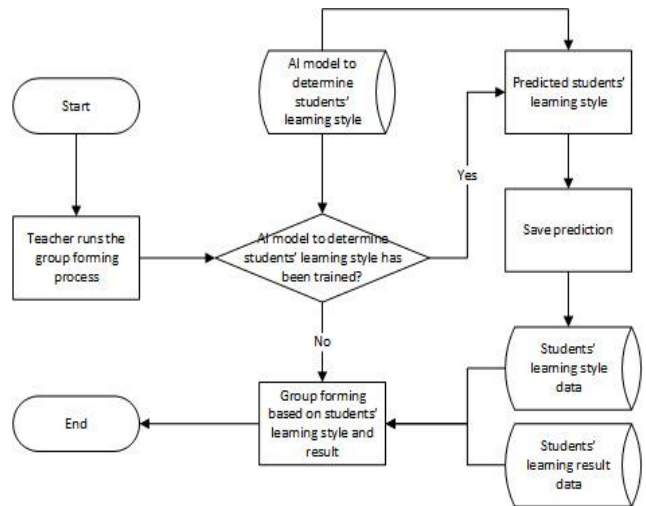 Start
AI model to
determine
students'
learning style
Predicted students'
learning style
Yes
Teacher runs the
group forming
process
AI model to determine
students' learning style has
been trained?
Save prediction
No
Students'
learning style
data
End
Group forming
based on students'
learning style and
result
Students'
learning result
data